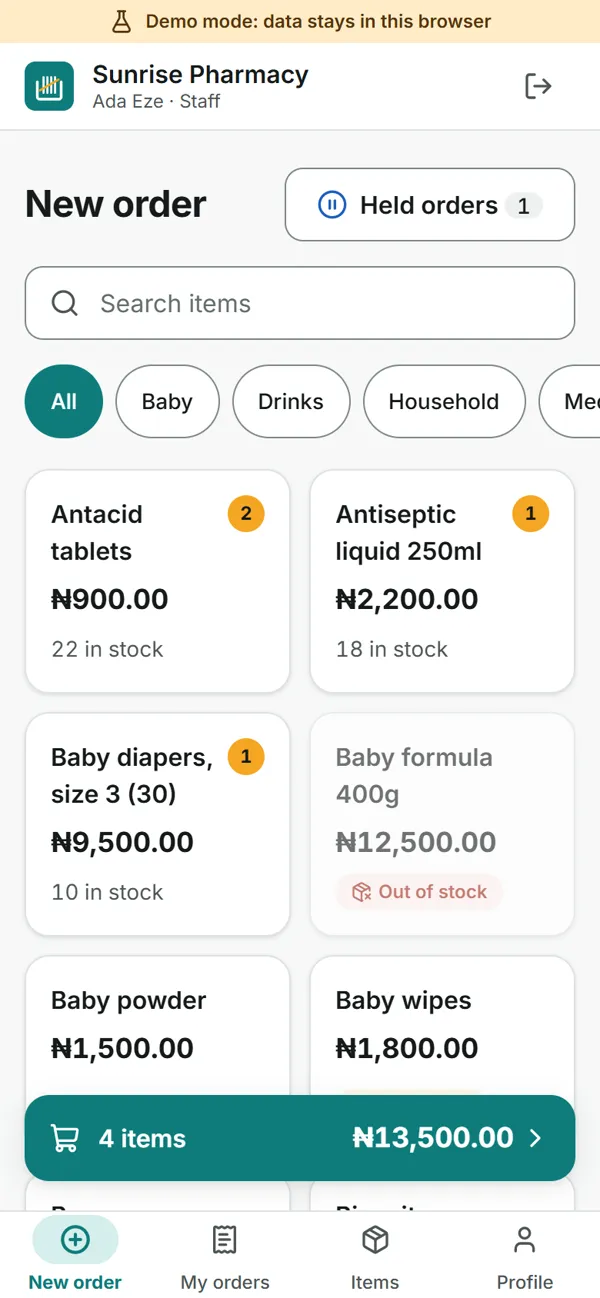 Demo mode: data stays in this browser
Sunrise Pharmacy
Ada Eze · Staff
New order
Held orders 1
Search items
All
Baby
Drinks
Household
Antacid
tablets
2
₦900.00
22 in stock
Antiseptic
liquid 250ml
1
₦2,200.00
18 in stock
Baby diapers,
size 3 (30)
1
₦9,500.00
10 in stock
Baby formula
400g
₦12,500.00
Out of stock
Baby powder
₦1,500.00
Baby wipes
₦1,800.00
4 items
₦13,500.00
New order
My orders
Items
Profile